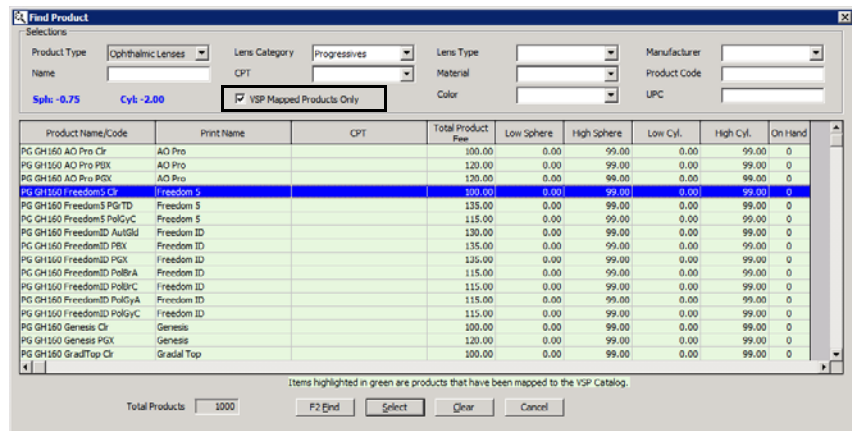 Find Product
Selections
Product Type Ophthalmic Lenses Lens Category Progressives Lens Type Manufacturer
Name CPT Material Product Code
Sph: -0.75 Cyl: -2.00 VSP Mapped Products Only Color UPC
Product Name/Code Print Name CPT Total Product Fee Low Sphere High Sphere Low Cyl. High Cyl. On Hand
PG GH160 AO Pro Clr AO Pro 100.00 0.00 99.00 0.00 99.00 0
PG GH160 AO Pro PBX AO Pro 120.00 0.00 99.00 0.00 99.00 0
PG GH160 AO Pro PGX AO Pro 120.00 0.00 99.00 0.00 99.00 0
PG GH160 Freedom5 Clr Freedom 5 100.00 0.00 99.00 0.00 99.00 0
PG GH160 Freedom5 PGrTD Freedom 5 135.00 0.00 99.00 0.00 99.00 0
PG GH160 Freedom5 PolGyC Freedom 5 115.00 0.00 99.00 0.00 99.00 0
PG GH160 FreedomID AutGld Freedom ID 130.00 0.00 99.00 0.00 99.00 0
PG GH160 FreedomID PBX Freedom ID 135.00 0.00 99.00 0.00 99.00 0
PG GH160 FreedomID PGX Freedom ID 135.00 0.00 99.00 0.00 99.00 0
PG GH160 FreedomID PolBrA Freedom ID 115.00 0.00 99.00 0.00 99.00 0
PG GH160 FreedomID PolBrC Freedom ID 115.00 0.00 99.00 0.00 99.00 0
PG GH160 FreedomID PolGyA Freedom ID 115.00 0.00 99.00 0.00 99.00 0
PG GH160 FreedomID PolGyC Freedom ID 115.00 0.00 99.00 0.00 99.00 0
PG GH160 Genesis Clr Genesis 100.00 0.00 99.00 0.00 99.00 0
PG GH160 Genesis PGX Genesis 120.00 0.00 99.00 0.00 99.00 0
PG GH160 GradTop Clr Gradal Top 100.00 0.00 99.00 0.00 99.00 0
Items highlighted in green are products that have been mapped to the VSP Catalog.
Total Products 1000 F2 Find Select Clear Cancel